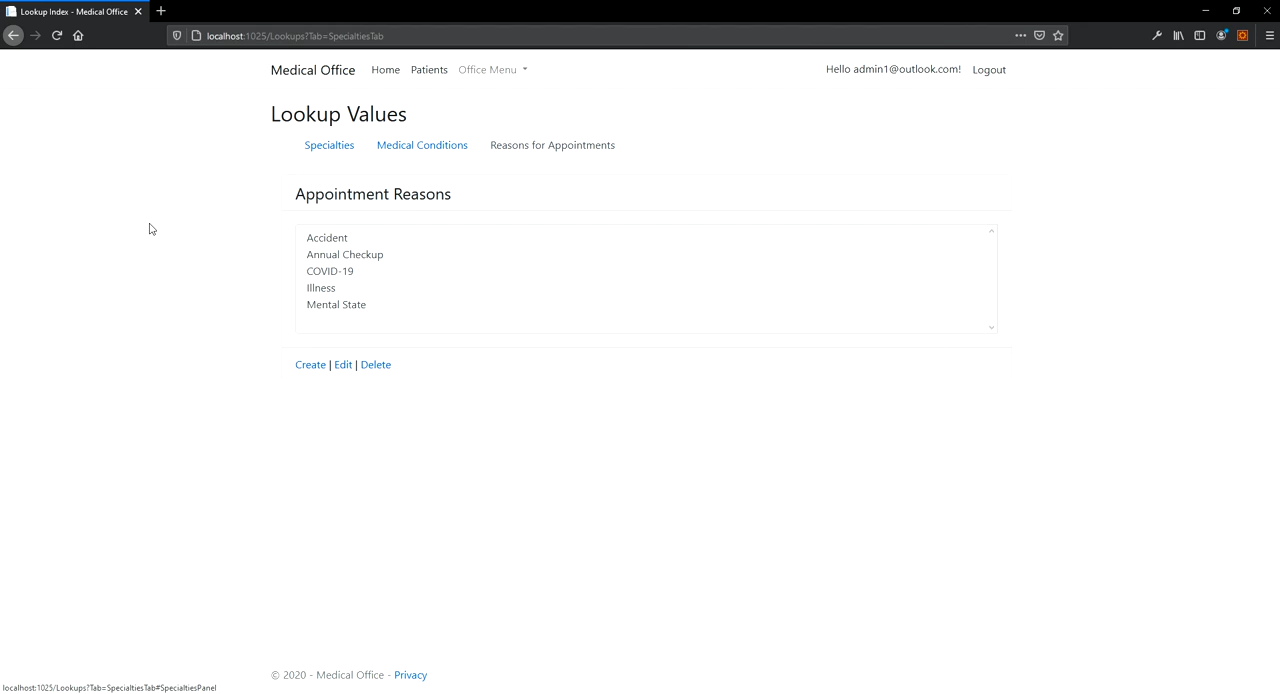 Lookup Index - Medical Office
localhost:1025/Lookups?Tab=SpecialtiesTab
Medical Office Home Patients Office Menu Hello admin1@outlook.com! Logout
Lookup Values
Specialties Medical Conditions Reasons for Appointments
Appointment Reasons
Accident
Annual Checkup
COVID-19
Illness
Mental State
Create | Edit | Delete
© 2020 - Medical Office - Privacy
localhost:1025/Lookups?Tab=SpecialtiesTab#SpecialtiesPanel